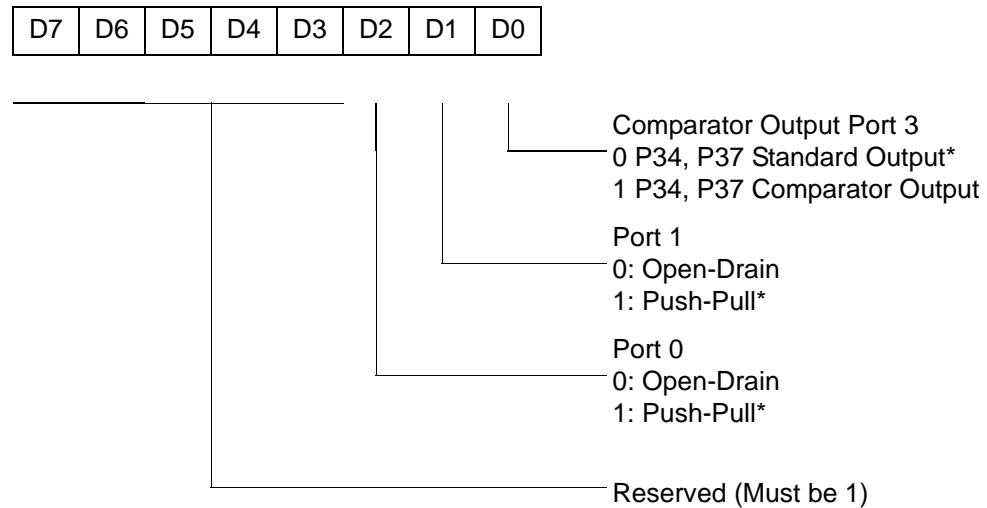 D7 D6 D5 D4 D3 D2 D1 D0
Comparator Output Port 3
0 P34, P37 Standard Output*
1 P34, P37 Comparator Output
Port 1
0: Open-Drain
1: Push-Pull*
Port 0
0: Open-Drain
1: Push-Pull*
Reserved (Must be 1)